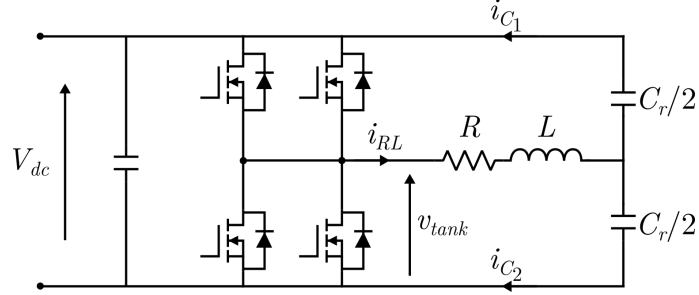 i_{C_1}
C_r/2
i_{RL} R L
V_{dc}
v_{tank}
C_r/2
i_{C_2}